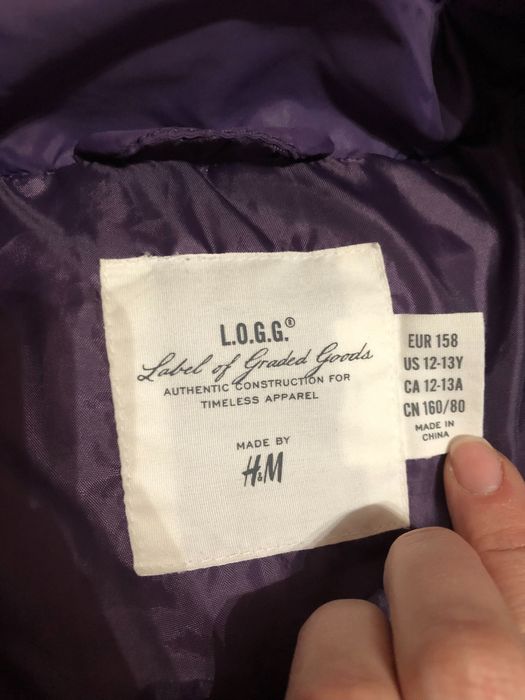 L.O.G.G.®
Label of Graded Goods
AUTHENTIC CONSTRUCTION FOR
TIMELESS APPAREL
MADE BY
H&M
EUR 158
US 12-13Y
CA 12-13A
CN 160/80
MADE IN
CHINA